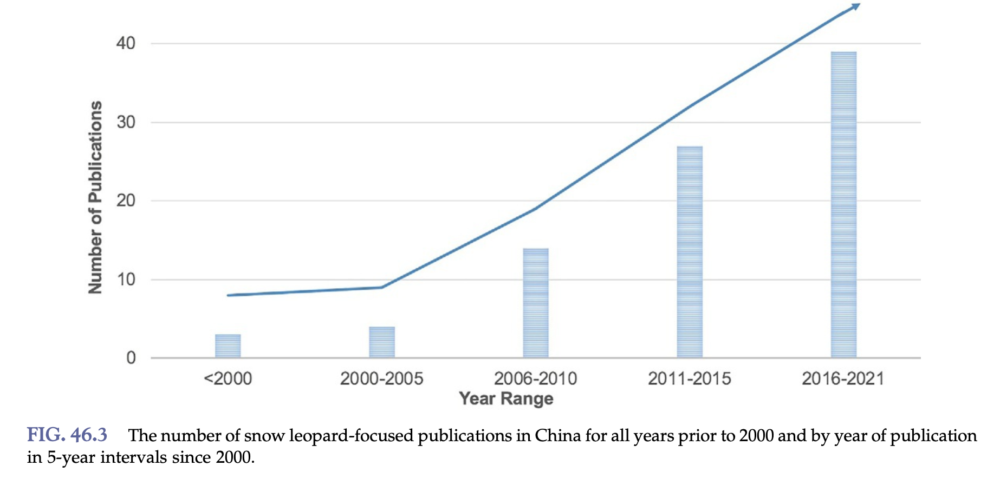 40
30
20
10
0
Number of Publications
<2000 2000-2005 2006-2010 2011-2015 2016-2021
Year Range
FIG. 46.3 The number of snow leopard-focused publications in China for all years prior to 2000 and by year of publication
in 5-year intervals since 2000.